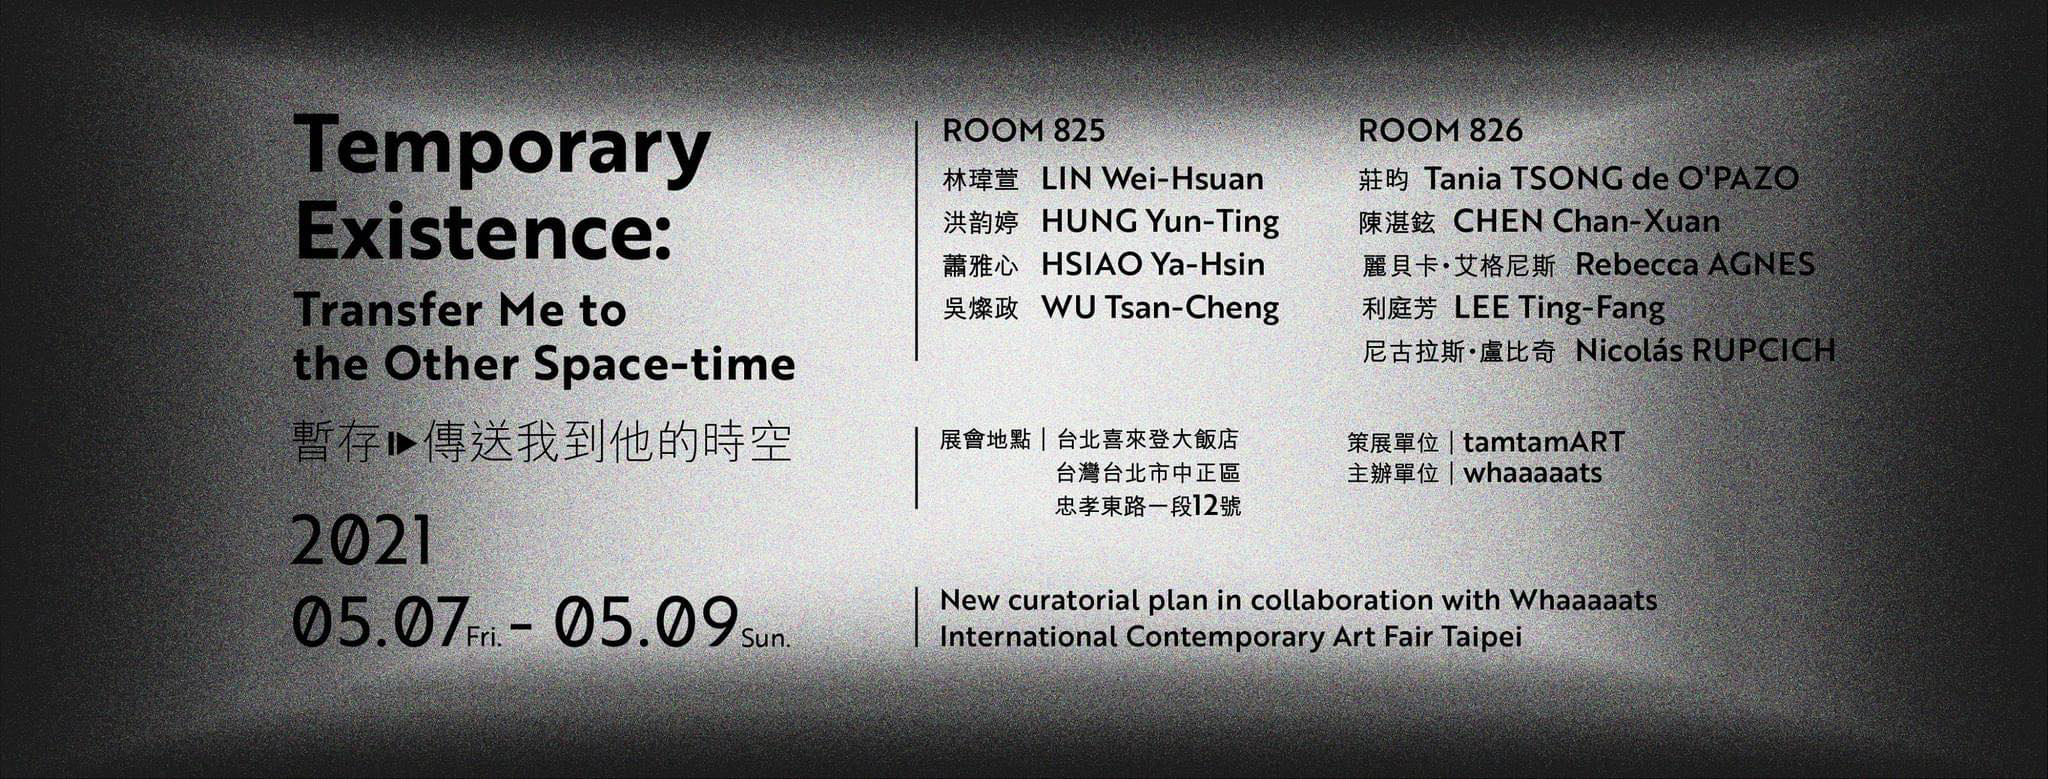 Temporary
Existence:
Transfer Me to
the Other Space-time
暫存傳送我到他的時空
2021
05.07Fri. - 05.09Sun.
ROOM 825
林瑋萱 LIN Wei-Hsuan
洪韵婷 HUNG Yun-Ting
蕭雅心 HSIAO Ya-Hsin
吳燦政 WU Tsan-Cheng
ROOM 826
莊昀 Tania TSONG de O'PAZO
陳湛鉉 CHEN Chan-Xuan
麗貝卡・艾格尼斯 Rebecca AGNES
利庭芳 LEE Ting-Fang
尼古拉斯・盧比奇 Nicolás RUPCICH
展會地點｜台北喜來登大飯店
台灣台北市中正區
忠孝東路一段12號
策展單位｜tamtamART
主辦單位｜whaaaaats
New curatorial plan in collaboration with Whaaaaats
International Contemporary Art Fair Taipei